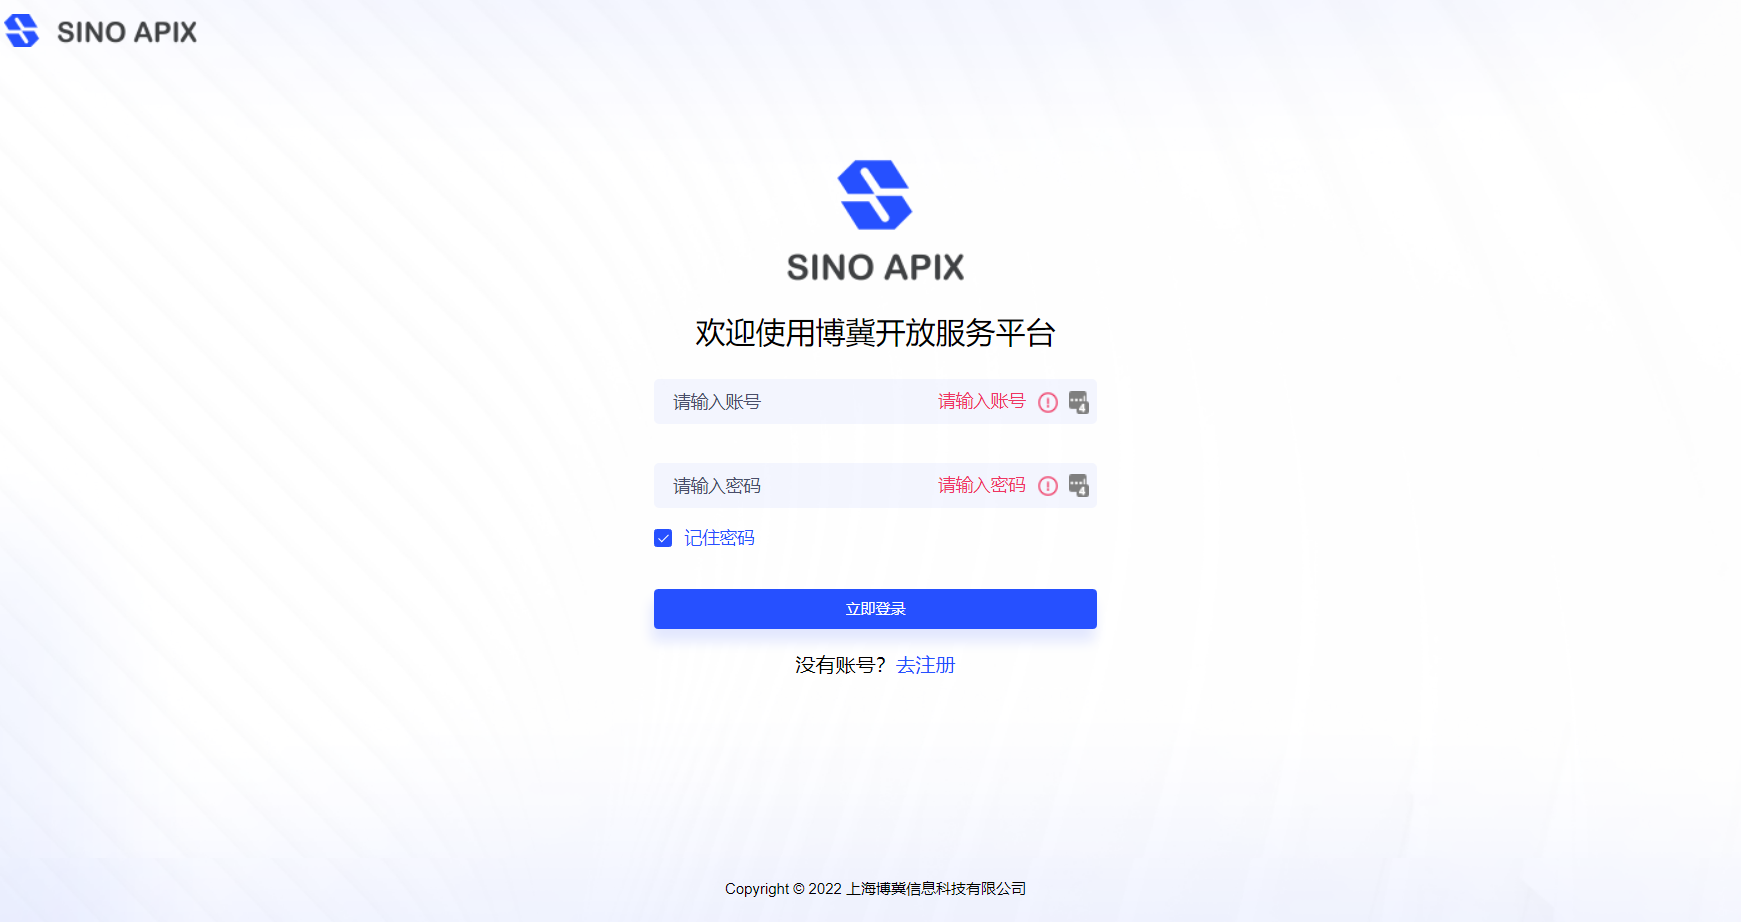 SINO APIX
SINO APIX
欢迎使用博冀开放服务平台
请输入账号 请输入账号
请输入密码 请输入密码
记住密码
立即登录
没有账号? 去注册
Copyright © 2022 上海博冀信息科技有限公司